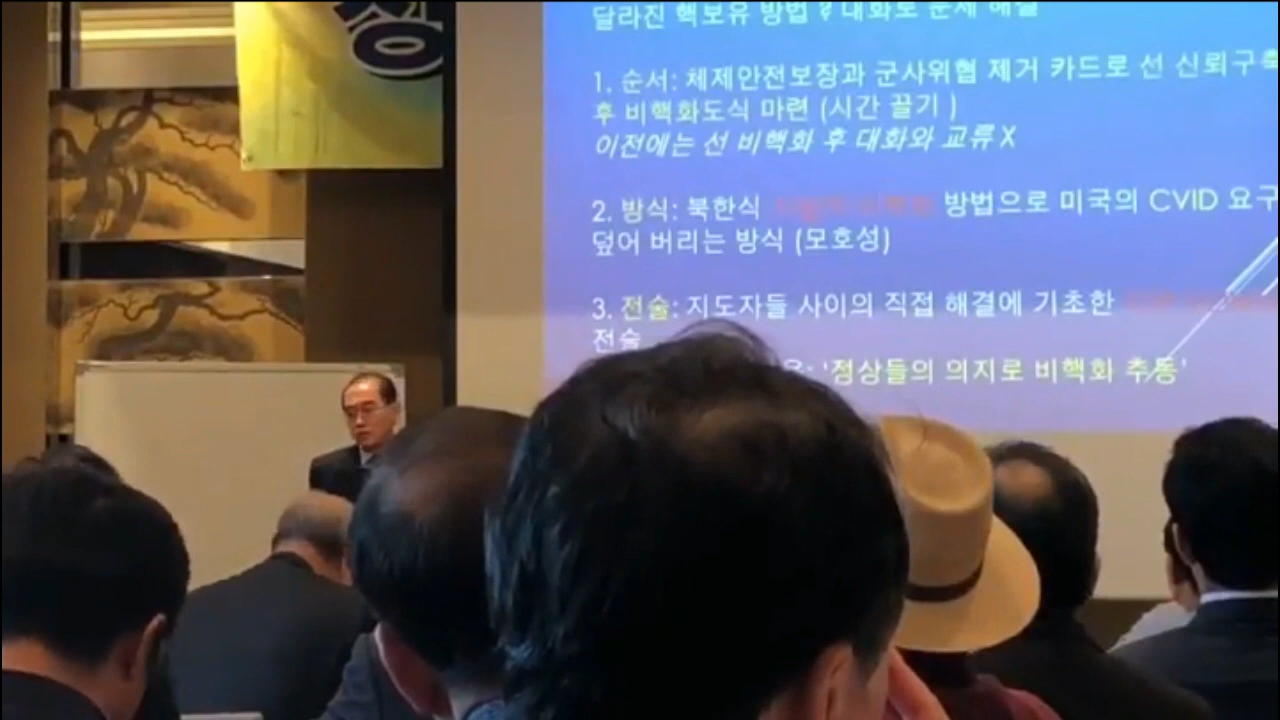 상
달라진 핵보유 방법 ? 대화로 문제 해결
1. 순서: 체제안전보장과 군사위협 제거 카드로 선 신뢰구축
후 비핵화도식 마련 (시간 끌기 )
이전에는 선 비핵화 후 대화와 교류 X
2. 방식: 북한식 방법으로 미국의 CVID 요구
덮어 버리는 방식 (모호성)
3. 전술: 지도자들 사이의 직접 해결에 기초한
전술
'정상들의 의지로 비핵화 추동'